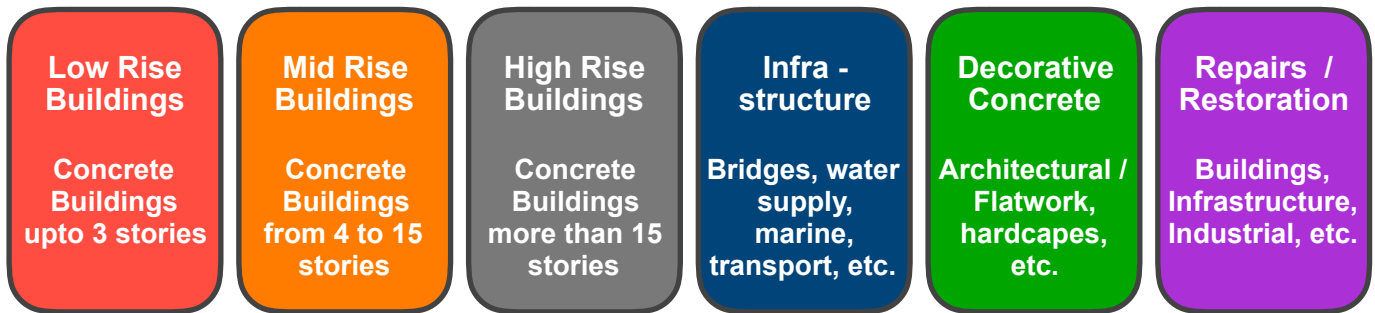 Low Rise
Buildings
Concrete
Buildings
upto 3 stories
Mid Rise
Buildings
Concrete
Buildings
from 4 to 15
stories
High Rise
Buildings
Concrete
Buildings
more than 15
stories
Infra -
structure
Bridges, water
supply,
marine,
transport, etc.
Decorative
Concrete
Architectural /
Flatwork,
hardcapes,
etc.
Repairs  /
Restoration
Buildings,
Infrastructure,
Industrial, etc.